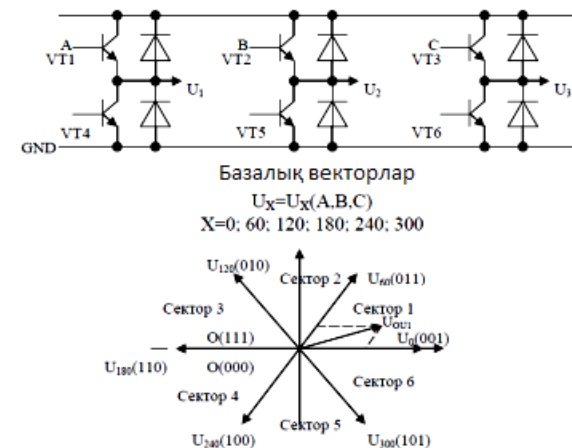 A
B
C
VT1
VT2
VT3
U1
U2
U3
VT4
VT5
VT6
GND
Базалық векторлар
UX=UX(A,B,C)
X=0; 60; 120; 180; 240; 300
U120(010)
Сектор 2
U60(011)
Сектор 3
Сектор 1
UOU1
O(111)
U0(001)
U180(110)
O(000)
Сектор 6
Сектор 4
Сектор 5
U240(100)
U300(101)